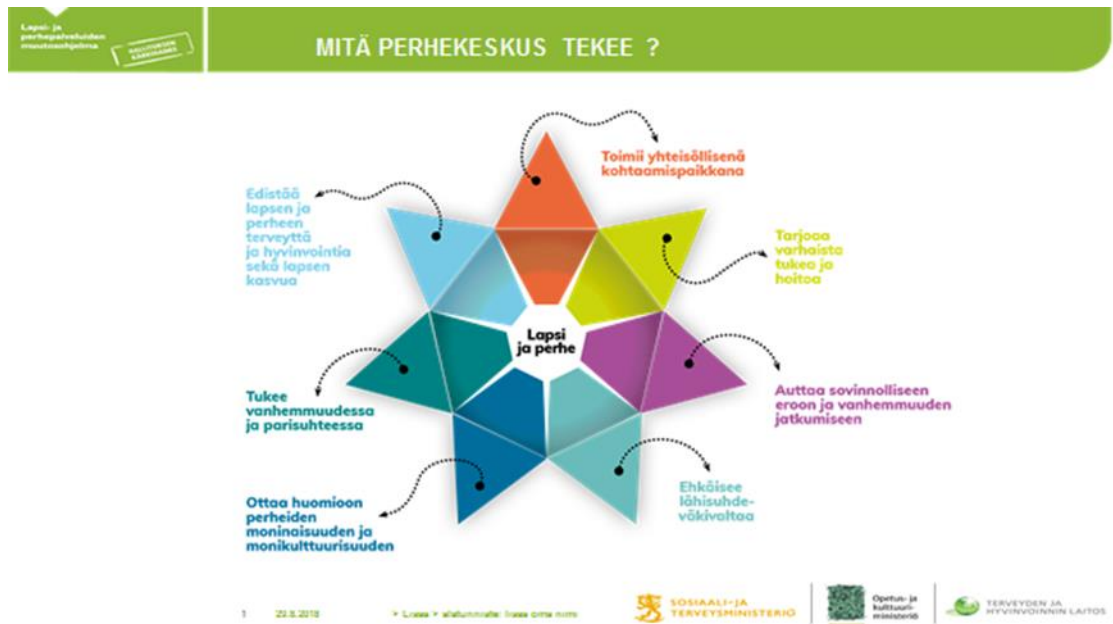 Lapsi- ja
perhepalveluiden
muutosohjelma
HALLITUKSEN
KÄRKIHANKE
MITÄ PERHEKESKUS TEKEE ?
Toimii yhteisöllisenä
kohtaamispaikkana
Edistää
lapsen ja
perheen
terveyttä
ja hyvinvointia
sekä lapsen
kasvua
Tarjoaa
varhaista
tukea ja
hoitoa
Lapsi
ja perhe
Tukee
vanhemmuudessa
ja parisuhteessa
Auttaa sovinnolliseen
eroon ja vanhemmuuden
jatkumiseen
Ehkäisee
lähisuhde-
väkivaltaa
Ottaa huomioon
perheiden
moninaisuuden ja
monikulttuurisuuden
1
SOSIAALI- JA
TERVEYSMINISTERIÖ
Opetus- ja
kulttuuri-
ministeriö
TERVEYDEN JA
HYVINVOINNIN LAITOS